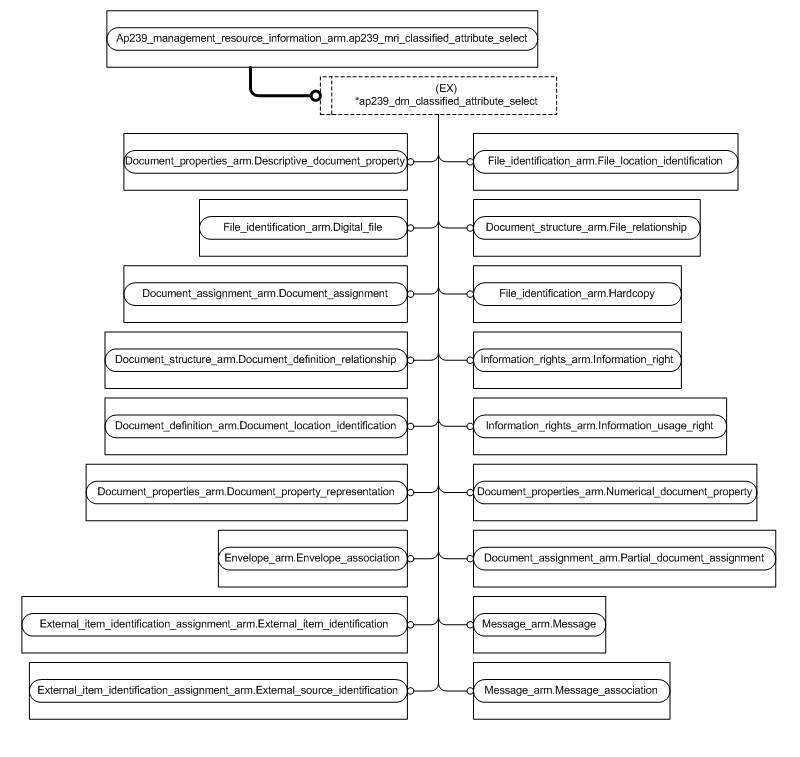 Ap239_management_resource_information_arm.ap239_mri_classified_attribute_select
(EX)
*ap239_dm_classified_attribute_select
Document_properties_arm.Descriptive_document_property
File_identification_arm.File_location_identification
File_identification_arm.Digital_file
Document_structure_arm.File_relationship
Document_assignment_arm.Document_assignment
File_identification_arm.Hardcopy
Document_structure_arm.Document_definition_relationship
Information_rights_arm.Information_right
Document_definition_arm.Document_location_identification
Information_rights_arm.Information_usage_right
Document_properties_arm.Document_property_representation
Document_properties_arm.Numerical_document_property
Envelope_arm.Envelope_association
Document_assignment_arm.Partial_document_assignment
External_item_identification_assignment_arm.External_item_identification
Message_arm.Message
External_item_identification_assignment_arm.External_source_identification
Message_arm.Message_association